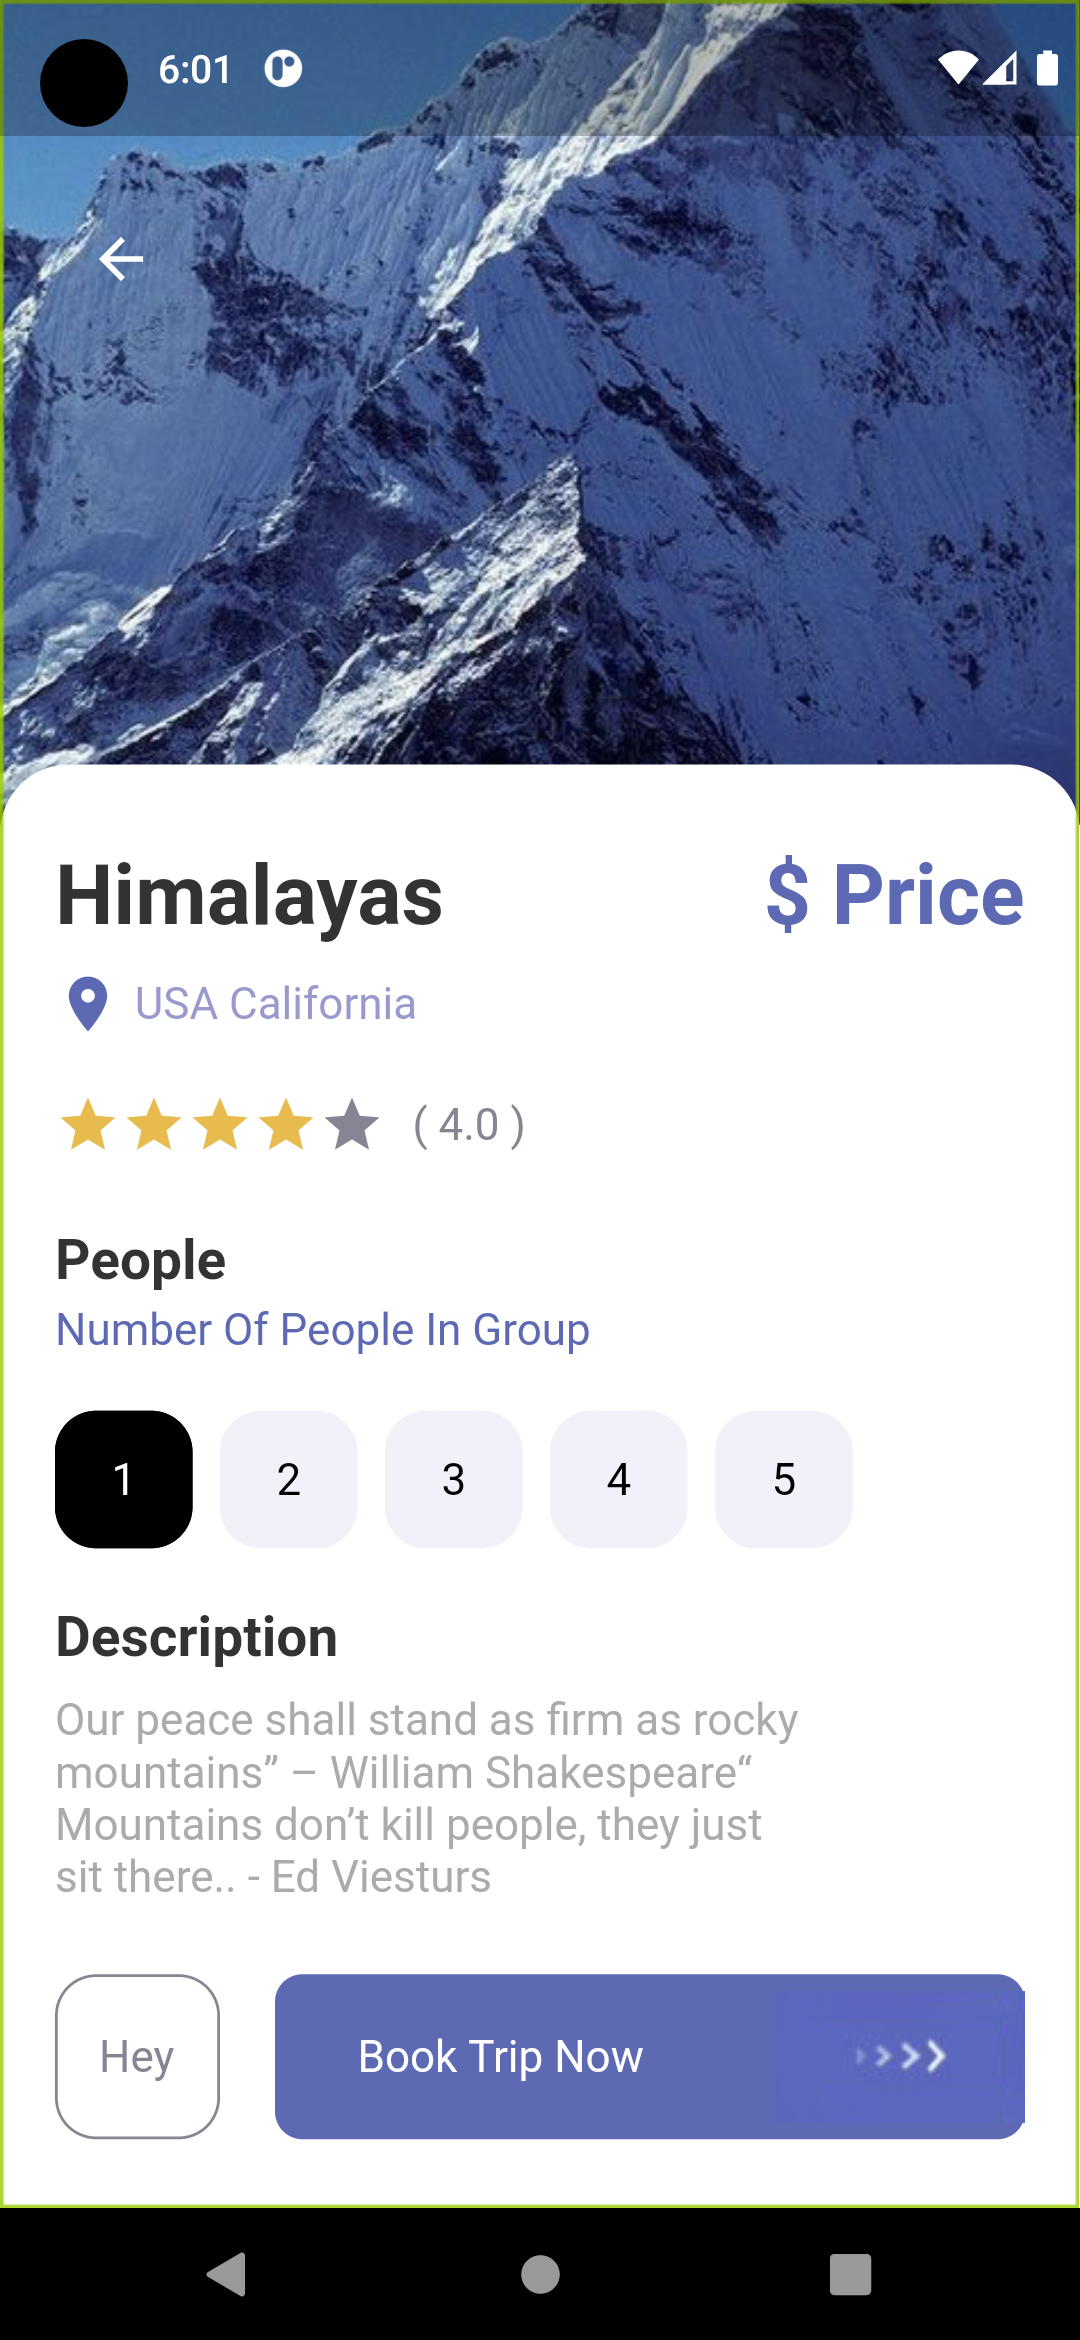 6:01
Himalayas
$ Price
USA California
( 4.0 )
People
Number Of People In Group
1 2 3 4 5
Description
Our peace shall stand as firm as rocky
mountains” – William Shakespeare“
Mountains don’t kill people, they just
sit there.. - Ed Viesturs
Hey
Book Trip Now